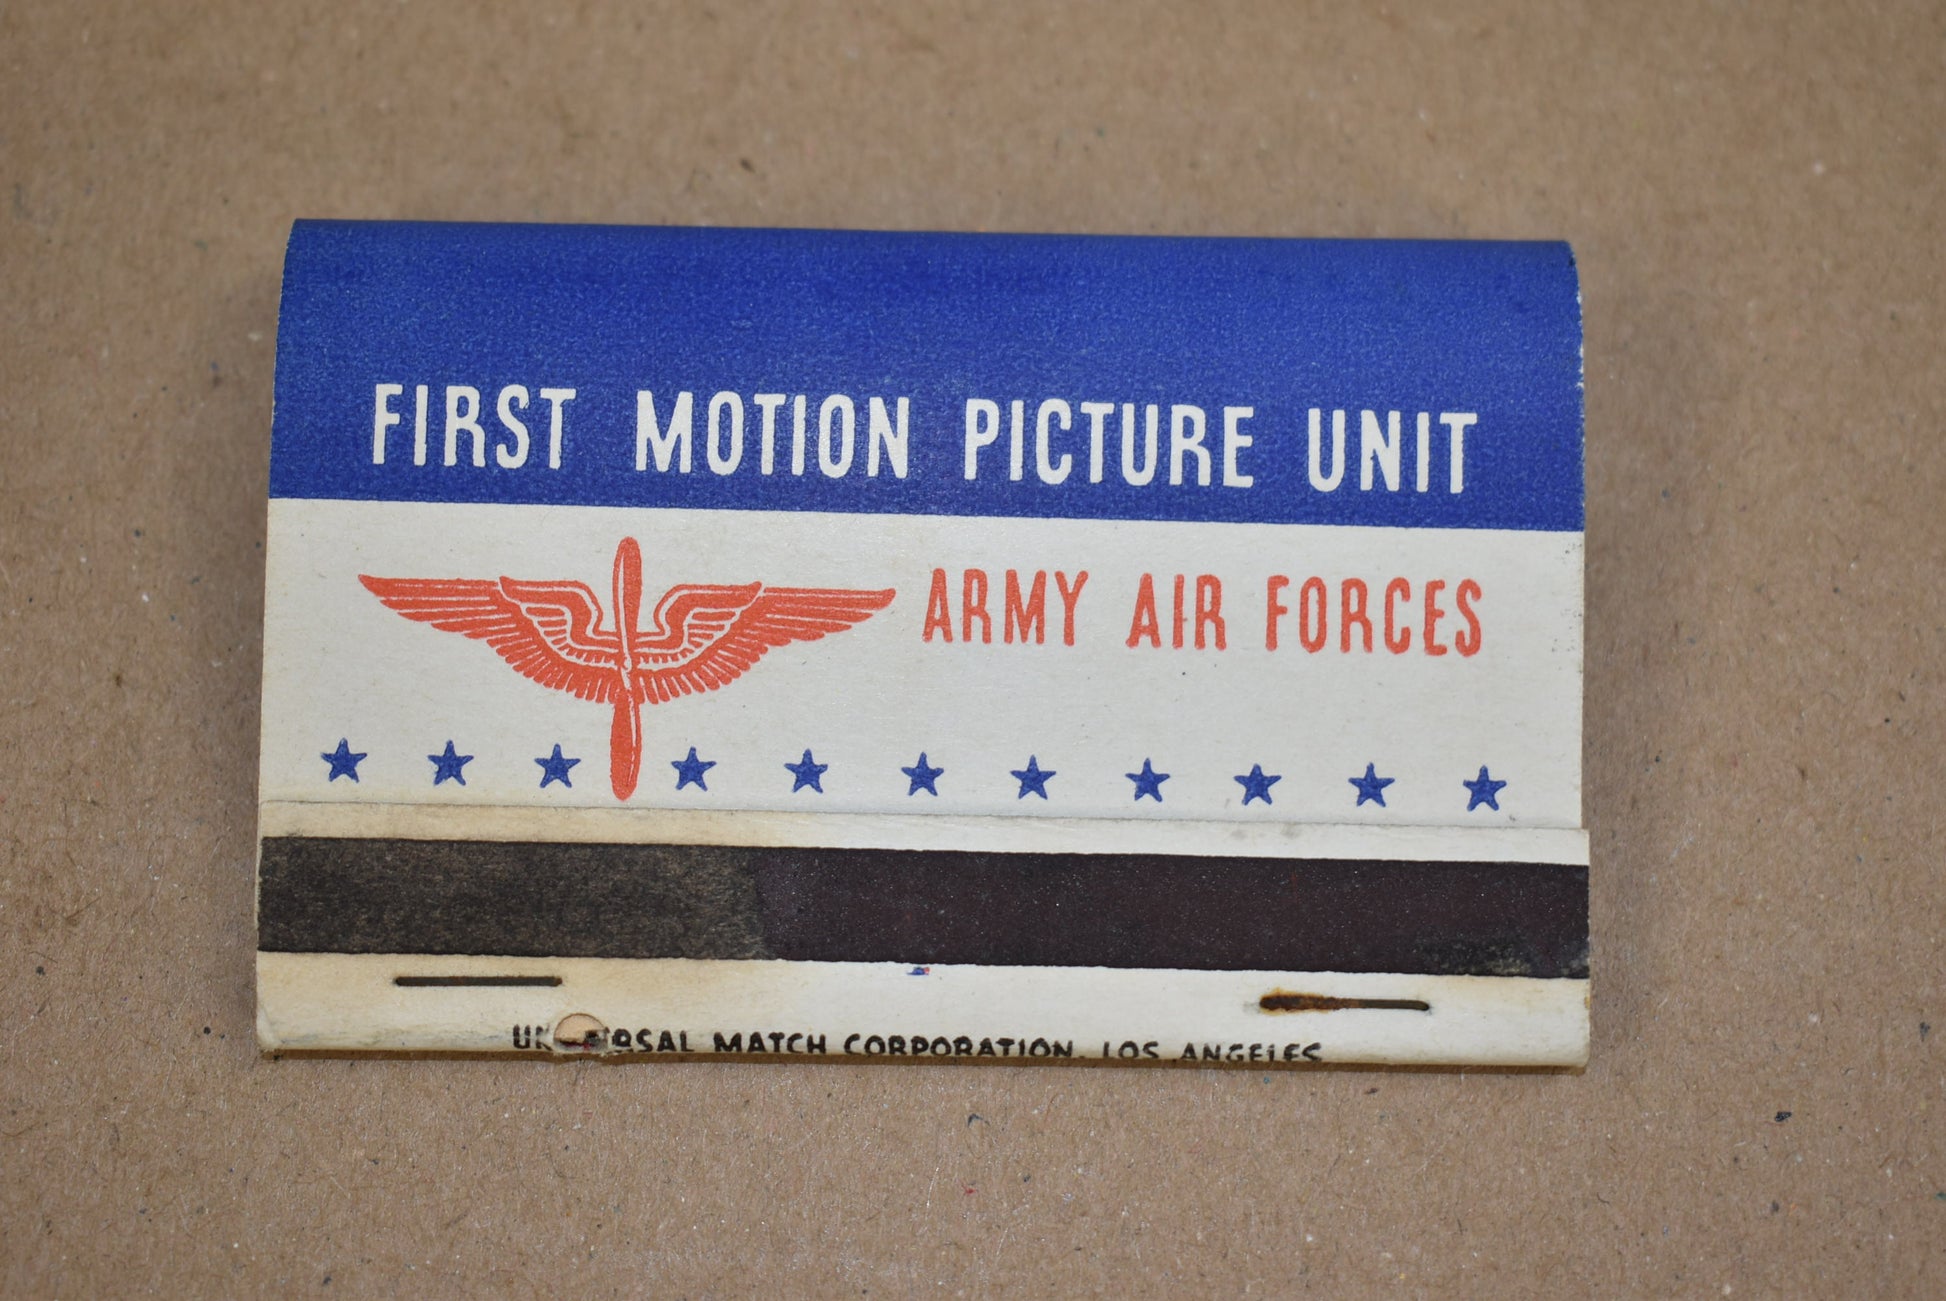 FIRST MOTION PICTURE UNIT
ARMY AIR FORCES
MATCH CORPORATION, LOS ANGELES